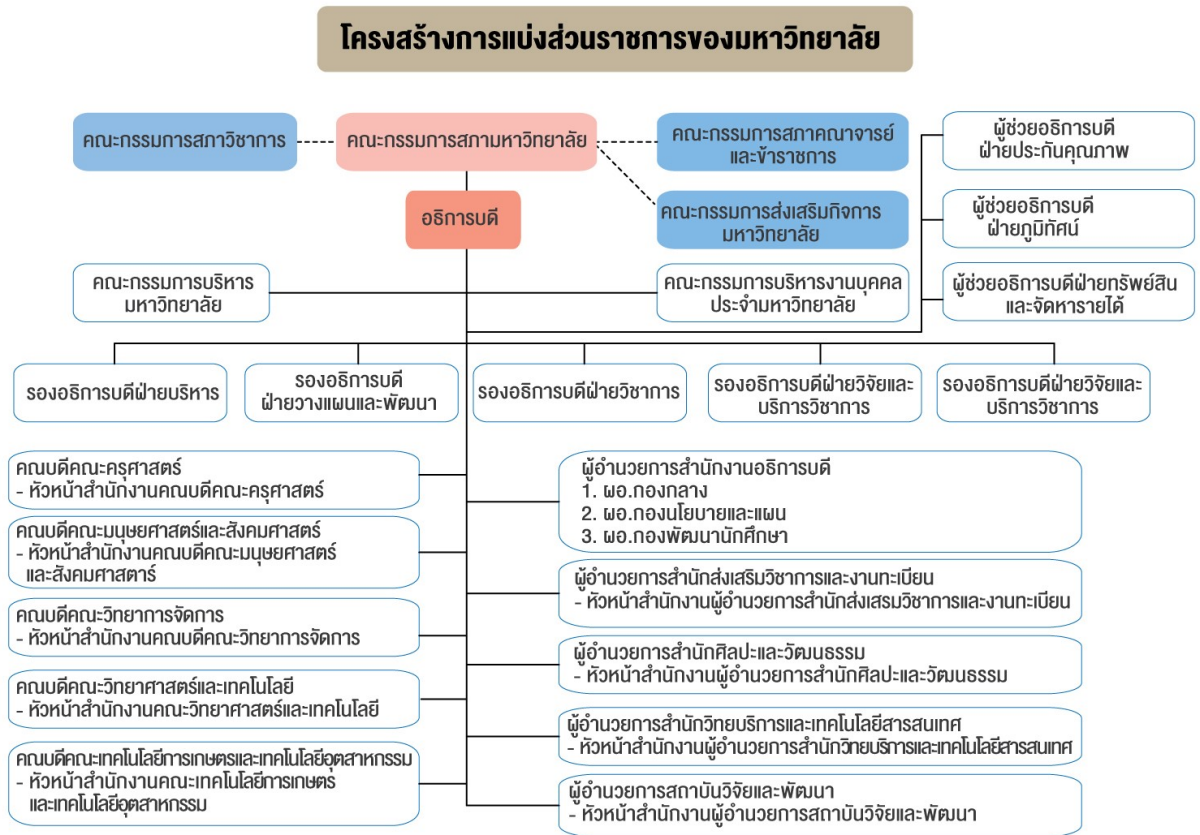 โครงสร้างการแบ่งส่วนราชการของมหาวิทยาลัย
คณะกรรมการสภาวิชาการ
คณะกรรมการสภามหาวิทยาลัย
คณะกรรมการสภาคณาจารย์
และข้าราชการ
ผู้ช่วยอธิการบดี
ฝ่ายประกันคุณภาพ
อธิการบดี
คณะกรรมการส่งเสริมกิจการ
มหาวิทยาลัย
ผู้ช่วยอธิการบดี
ฝ่ายภูมิทัศน์
คณะกรรมการบริหาร
มหาวิทยาลัย
คณะกรรมการบริหารงานบุคคล
ประจำมหาวิทยาลัย
ผู้ช่วยอธิการบดีฝ่ายทรัพย์สิน
และจัดหารายได้
รองอธิการบดีฝ่ายบริหาร
รองอธิการบดี
ฝ่ายวางแผนและพัฒนา
รองอธิการบดีฝ่ายวิชาการ
รองอธิการบดีฝ่ายวิจัยและ
บริการวิชาการ
รองอธิการบดีฝ่ายวิจัยและ
บริการวิชาการ
คณบดีคณะครุศาสตร์
- หัวหน้าสำนักงานคณบดีคณะครุศาสตร์
คณบดีคณะมนุษยศาสตร์และสังคมศาสตร์
- หัวหน้าสำนักงานคณบดีคณะมนุษยศาสตร์
และสังคมศาสตาร์
คณบดีคณะวิทยาการจัดการ
- หัวหน้าสำนักงานคณบดีคณะวิทยาการจัดการ
คณบดีคณะวิทยาศาสตร์และเทคโนโลยี
- หัวหน้าสำนักงานคณะวิทยาศาสตร์และเทคโนโลยี
คณบดีคณะเทคโนโลยีการเกษตรและเทคโนโลยีอุตสาหกรรม
- หัวหน้าสำนักงานคณะเทคโนโลยีการเกษตร
และเทคโนโลยีอุตสาหกรรม
ผู้อำนวยการสำนักงานอธิการบดี
1. ผอ.กองกลาง
2. ผอ.กองนโยบายและแผน
3. ผอ.กองพัฒนานักศึกษา
ผู้อำนวยการสำนักส่งเสริมวิชาการและงานทะเบียน
- หัวหน้าสำนักงานผู้อำนวยการสำนักส่งเสรมวิชาการและงานทะเบียน
ผู้อำนวยการสำนักศิลปะและวัฒนธรรม
- หัวหน้าสำนักงานผู้อำนวยการสำนักศิลปะและวัฒนธรรม
ผู้อำนวยการสำนักวิทยบริการและเทคโนโลยีสารสนเทศ
- หัวหน้าสำนักงานผู้อำนวยการสำนักวิทยบริการและเทคโนโลยีสารสนเทศ
ผู้อำนวยการสถาบันวิจัยและพัฒนา
- หัวหน้าสำนักงานผู้อำนวยการสถาบันวิจัยและพัฒนา